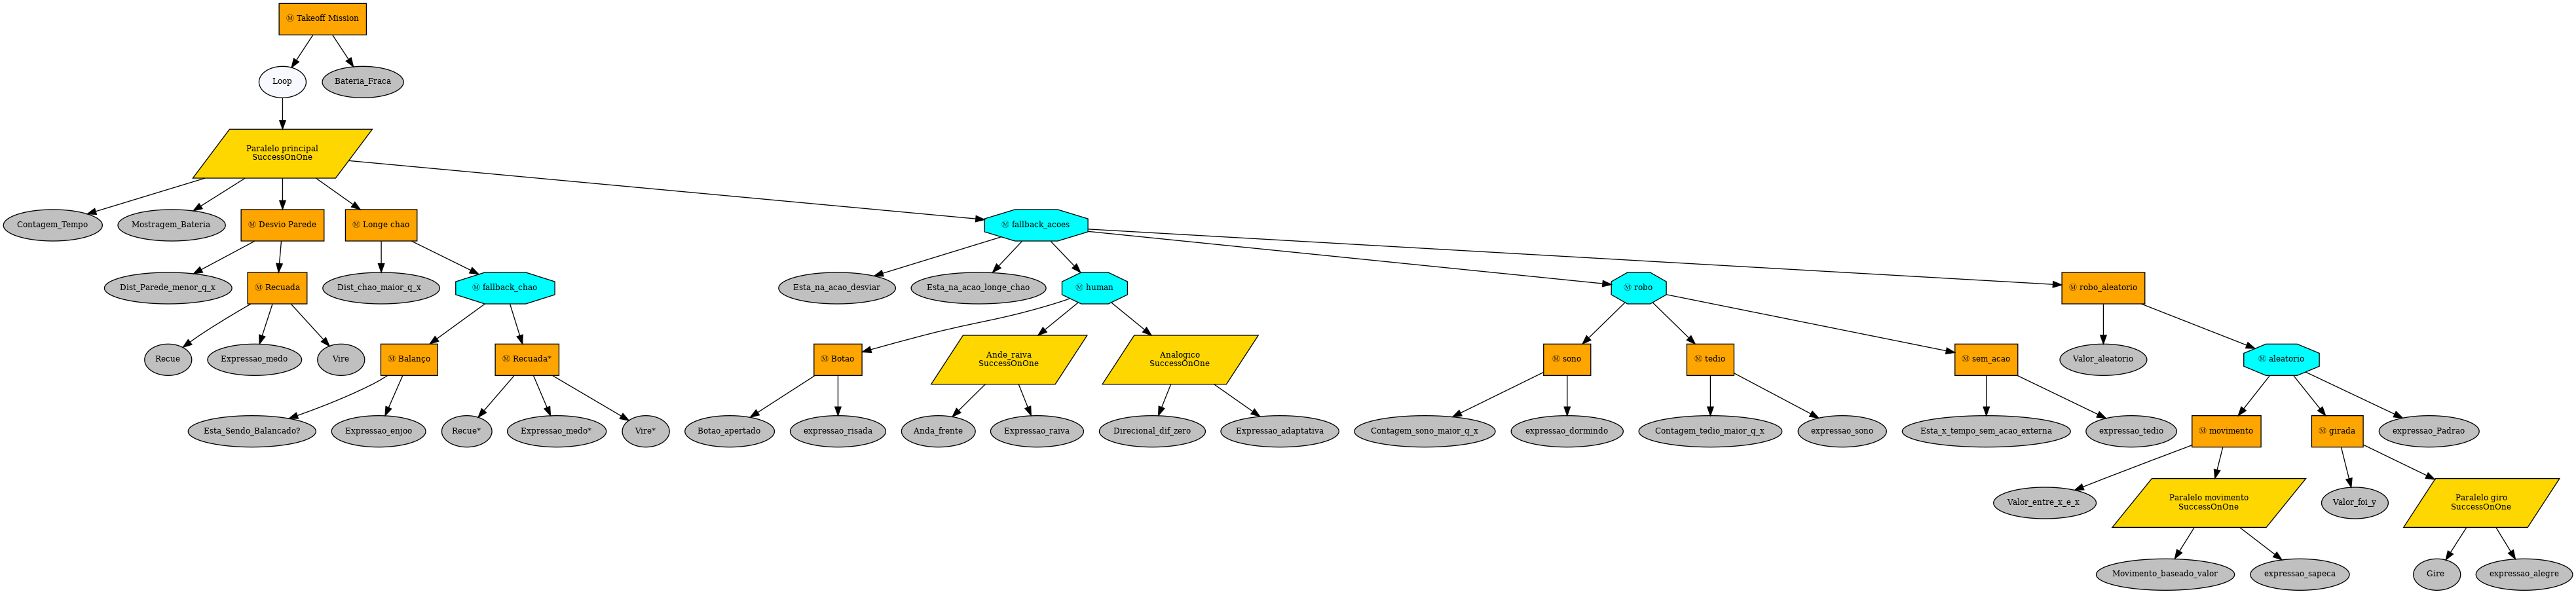 Ⓜ Takeoff Mission
Loop
Bateria_Fraca
Paralelo principal
SuccessOnOne
Contagem_Tempo
Mostragem_Bateria
Ⓜ Desvio Parede
Ⓜ Longe chao
Ⓜ fallback_acoes
Dist_Parede_menor_q_x
Ⓜ Recuada
Dist_chao_maior_q_x
Ⓜ fallback_chao
Esta_na_acao_desviar
Esta_na_acao_longe_chao
Ⓜ human
Ⓜ robo
Ⓜ robo_aleatorio
Recue
Expressao_medo
Vire
Ⓜ Balanço
Ⓜ Recuada*
Ⓜ Botao
Ande_raiva
SuccessOnOne
Analogico
SuccessOnOne
Ⓜ sono
Ⓜ tedio
Ⓜ sem_acao
Valor_aleatorio
Ⓜ aleatorio
Esta_Sendo_Balancado?
Expressao_enjoo
Recue*
Expressao_medo*
Vire*
Botao_apertado
expressao_risada
Anda_frente
Expressao_raiva
Direcional_dif_zero
Expressao_adaptativa
Contagem_sono_maior_q_x
expressao_dormindo
Contagem_tedio_maior_q_x
expressao_sono
Esta_x_tempo_sem_acao_externa
expressao_tedio
Ⓜ movimento
Ⓜ girada
expressao_Padrao
Valor_entre_x_e_x
Paralelo movimento
SuccessOnOne
Valor_foi_y
Paralelo giro
SuccessOnOne
Movimento_baseado_valor
expressao_sapeca
Gire
expressao_alegre